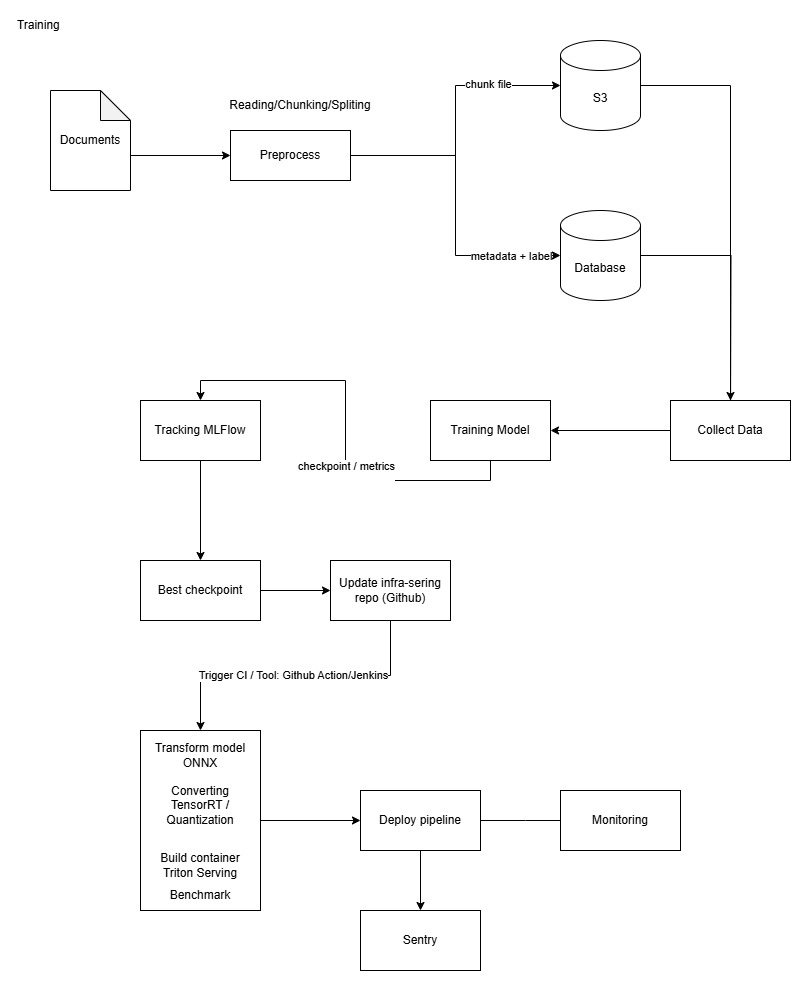 Training
chunk file
S3
Reading/Chunking/Spliting
Documents
Preprocess
metadata + label
Database
Tracking MLFlow
Training Model
Collect Data
checkpoint / metrics
Best checkpoint
Update infra-sering
repo (Github)
Trigger CI / Tool: Github Action/Jenkins
Transform model
ONNX
Converting
TensorRT /
Quantization
Build container
Triton Serving
Benchmark
Deploy pipeline
Monitoring
Sentry